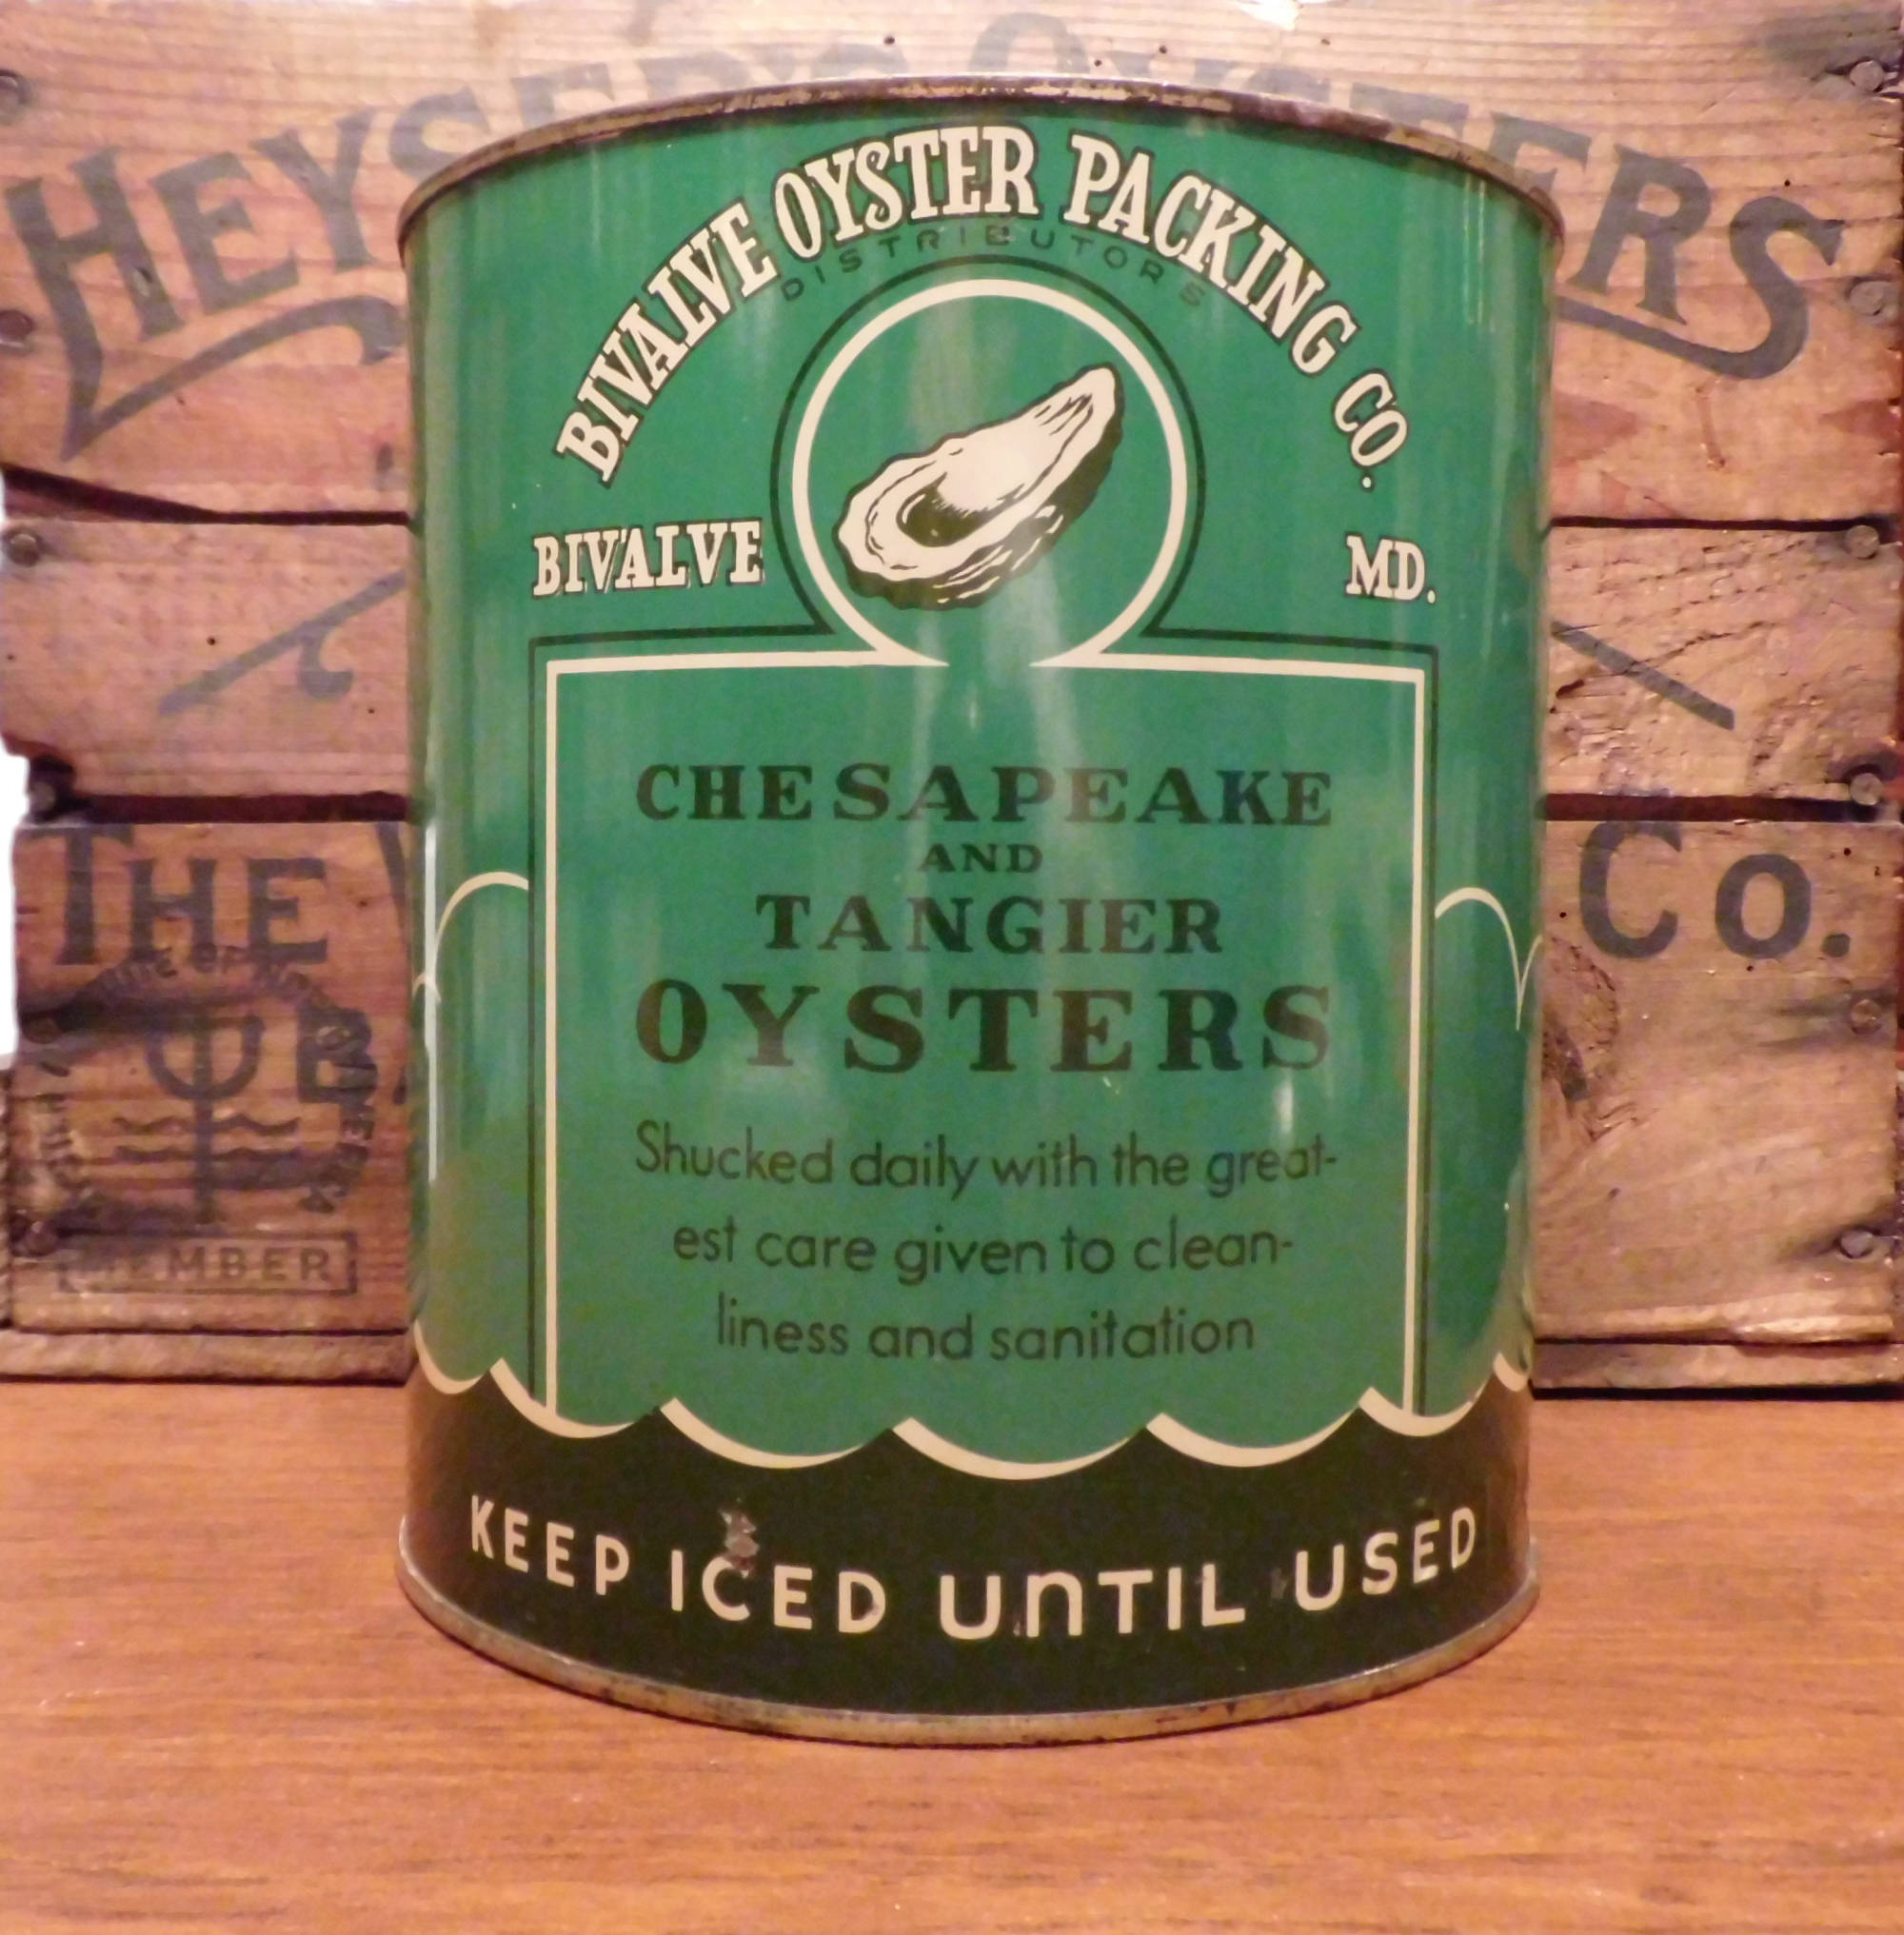 HEYSER'S OYSTERS
BIVALVE OYSTER PACKING CO.
DISTRIBUTORS
BIVALVE MD.
CHESAPEAKE
AND
TANGIER
OYSTERS
Shucked daily with the great-
est care given to clean-
liness and sanitation
KEEP ICED UNTIL USED
THE
Co.
MEMBER